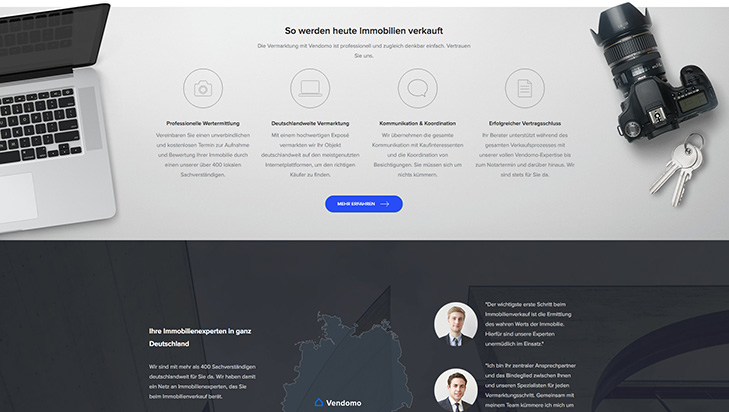 So werden heute Immobilien verkauft
Die Vermarktung mit Vendomo ist professionell und zugleich denkbar einfach. Vertrauen
Sie uns.
Professionelle Wertermittlung
Vereinbaren Sie einen unverbindlichen
und kostenlosen Termin zur Aufnahme
und Bewertung Ihrer Immobilie durch
einen unserer über 400 lokalen
Sachverständigen.
Deutschlandweite Vermarktung
Mit einem hochwertigen Exposé
vermarkten wir Ihr Objekt
deutschlandweit auf den meistgenutzten
Internetplattformen, um den richtigen
Käufer zu finden.
Kommunikation & Koordination
Wir übernehmen die gesamte
Kommunikation mit Kaufinteressenten
und die Koordination von
Besichtigungen. Sie müssen sich um
nichts kümmern.
Erfolgreicher Vertragsschluss
Ihr Berater unterstützt während des
gesamten Verkaufsprozesses mit
unserer vollen Vendomo-Expertise bis
zum Notartermin und darüber hinaus. Wir
sind stets für Sie da.
MEHR ERFAHREN
Ihre Immobilienexperten in ganz
Deutschland
Wir sind mit mehr als 400 Sachverständigen
deutschlandweit für Sie da. Wir heben damit
ein Netz an Immobilienexperten, das Sie
beim Immobilienverkauf berät.
Vendomo
"Der wichtigste erste Schritt beim
Immobilienverkauf ist die Ermittlung
des wahren Werts der Immobilie.
Hierfür sind unsere Experten
unermüdlich im Einsatz."
"Ich bin Ihr zentraler Ansprechpartner
und das Bindeglied zwischen Ihnen
und unseren Spezialisten für jeden
Vermarktungsschritt. Gemeinsam mit
meinem Team kümmere ich mich um